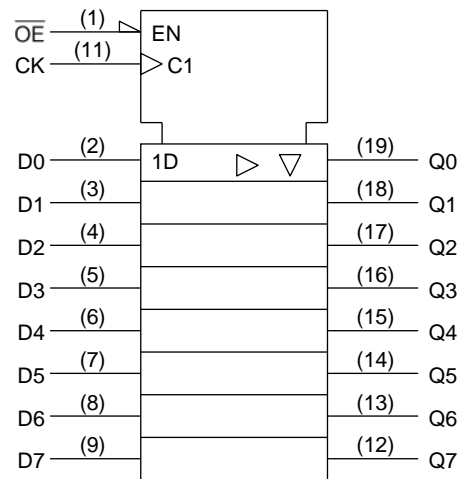 OE (1) EN
CK (11) C1
D0 (2) 1D (19) Q0
D1 (3) (18) Q1
D2 (4) (17) Q2
D3 (5) (16) Q3
D4 (6) (15) Q4
D5 (7) (14) Q5
D6 (8) (13) Q6
D7 (9) (12) Q7